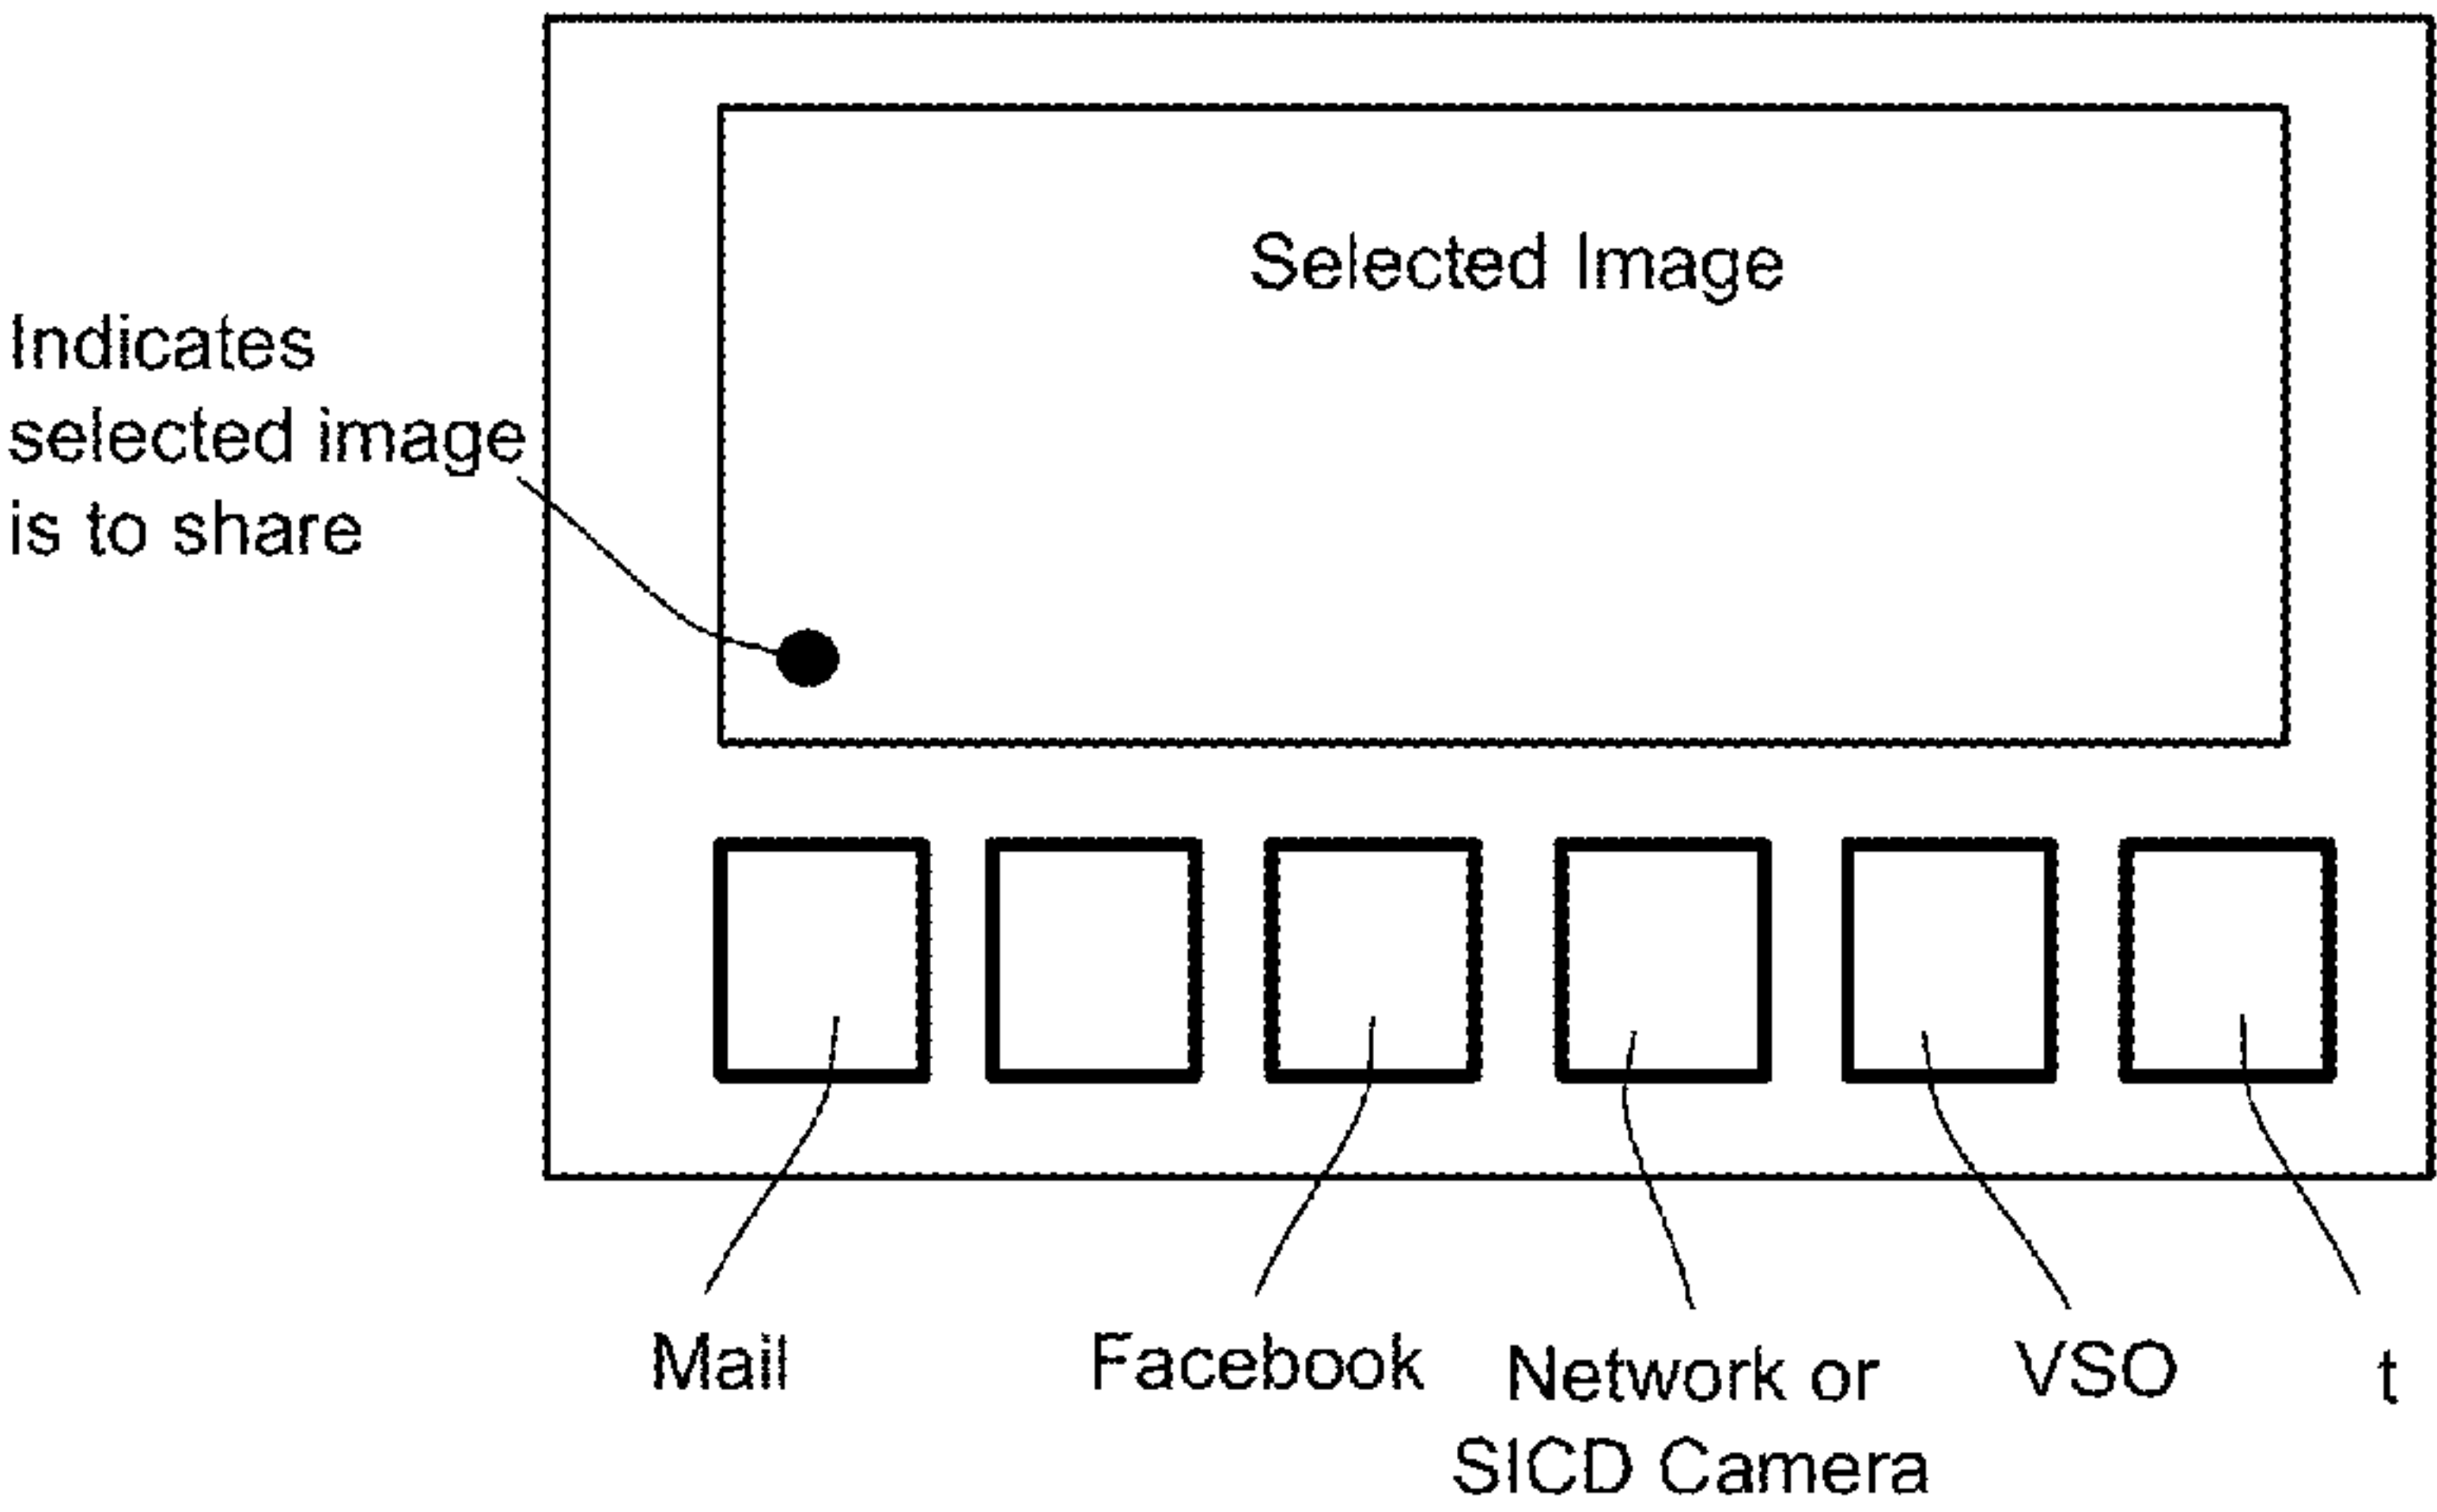 Selected Image
Indicates
selected image
is to share
Mail
Facebook
Network or
SICD Camera
VSO
t